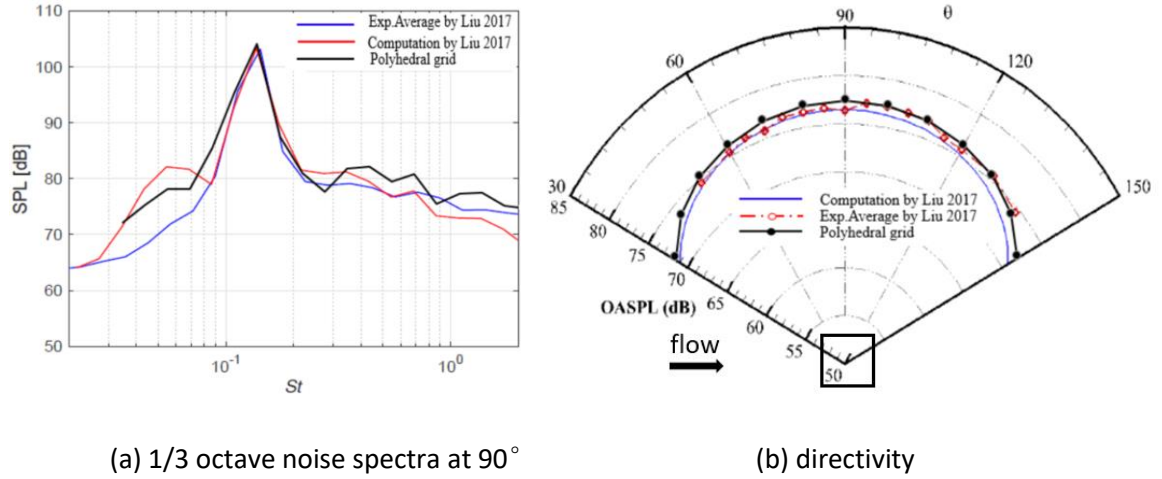 110
100
90
80
70
60
50
SPL [dB]
Exp.Average by Liu 2017
Computation by Liu 2017
Polyhedral grid
10-1
100
St
90
θ
60
120
30
150
85
80
75
70
65
60
55
50
Computation by Liu 2017
Exp.Average by Liu 2017
Polyhedral grid
OASPL (dB)
flow
(a) 1/3 octave noise spectra at 90°
(b) directivity